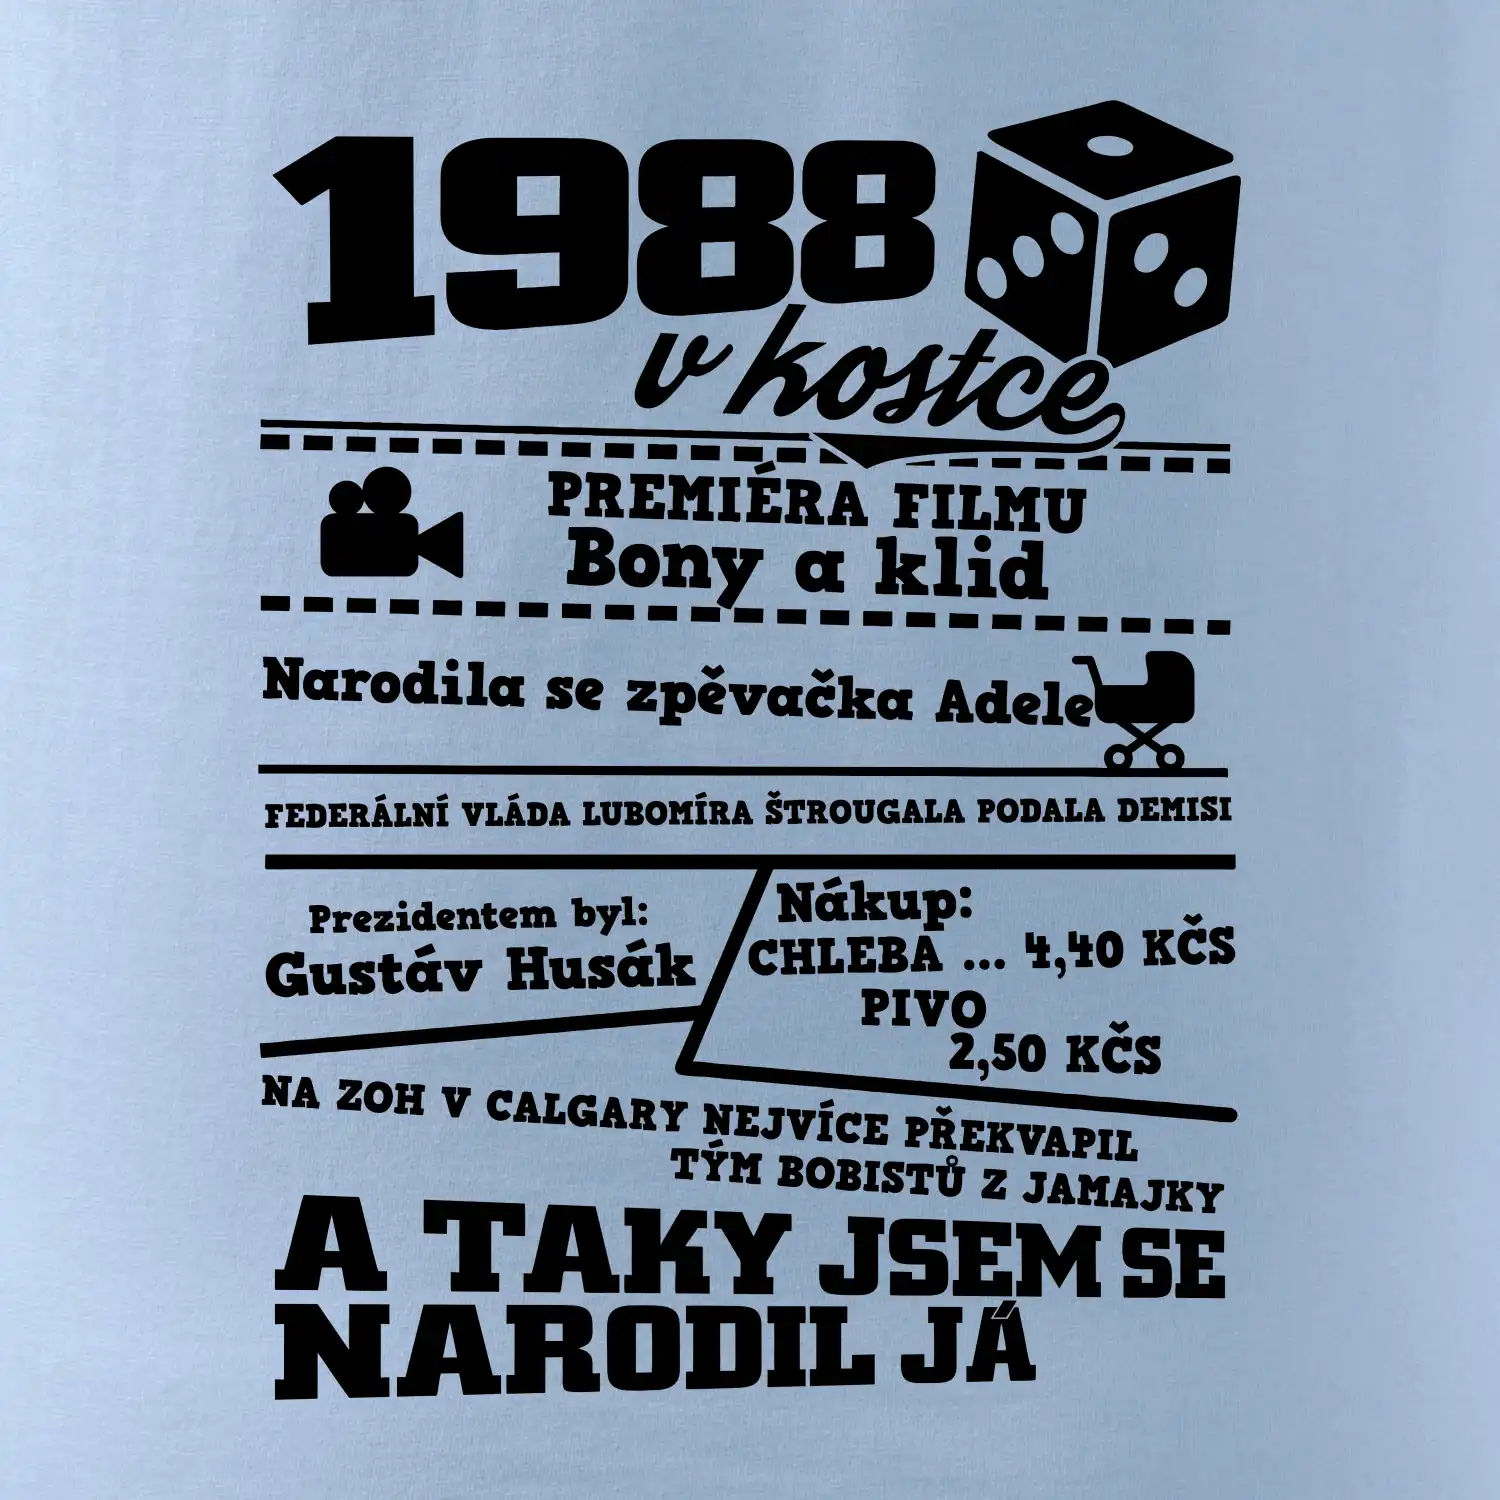 1988
v kostce
PREMIÉRA FILMU
Bony a klid
Narodila se zpěvačka Adele
FEDERÁLNÍ VLÁDA LUBOMÍRA ŠTROUGALA PODALA DEMISI
Prezidentem byl:
Gustáv Husák
Nákup:
CHLEBA ... 4,40 KČS
PIVO
2,50 KČS
NA ZOH V CALGARY NEJVÍCE PŘEKVAPIL
TÝM BOBISTŮ Z JAMAJKY
A TAKY JSEM SE
NARODIL JÁ